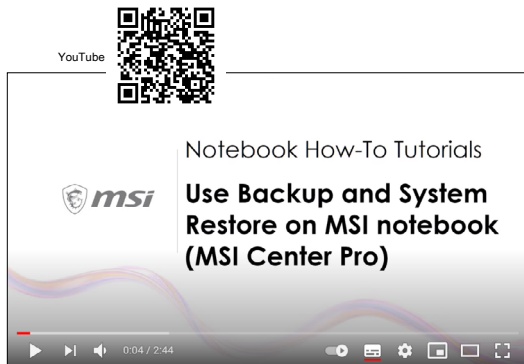 YouTube
Notebook How-To Tutorials
msi
Use Backup and System
Restore on MSI notebook
(MSI Center Pro)
0:04 / 2:44